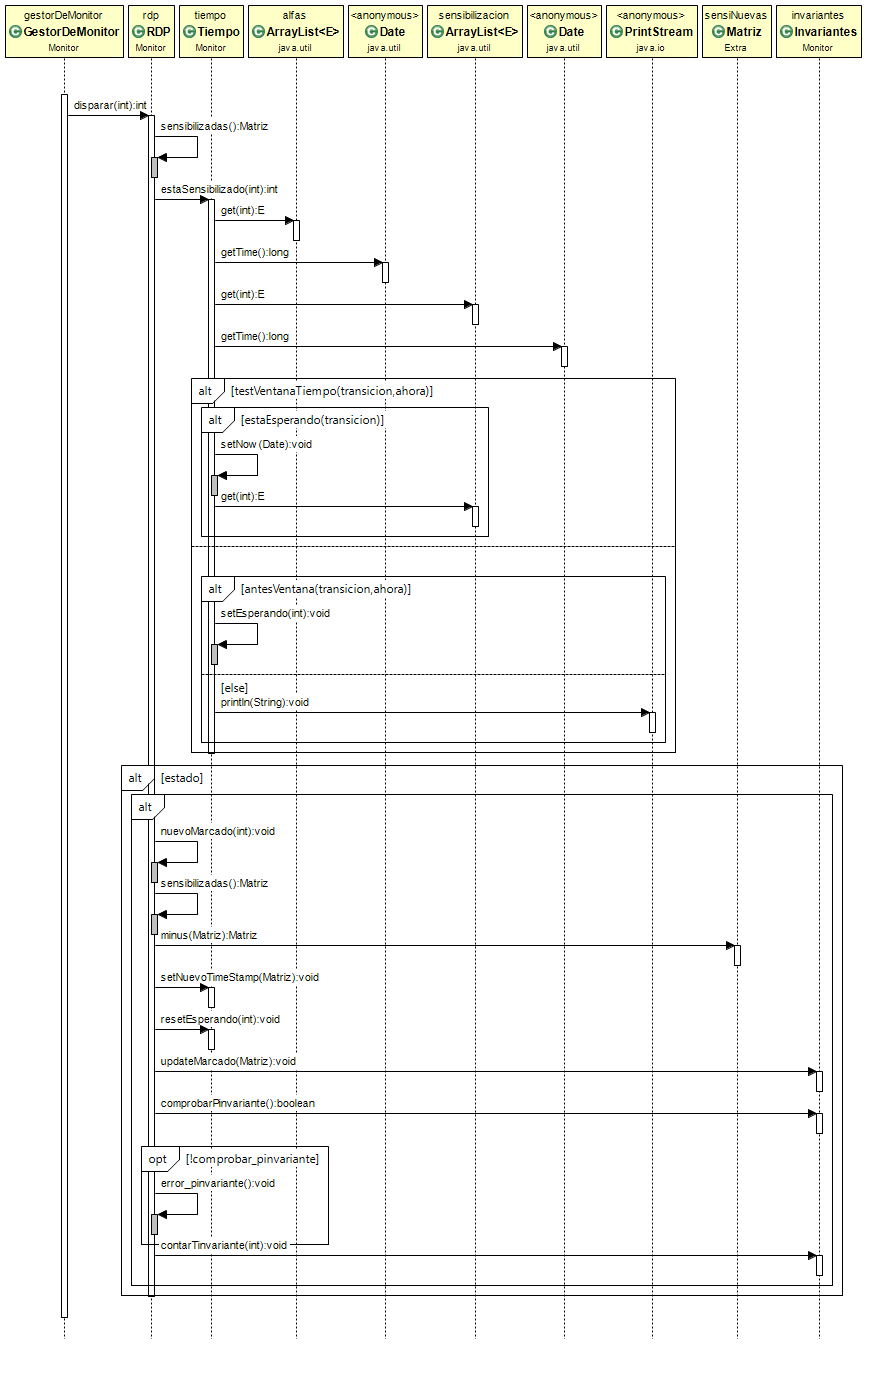 gestorDeMonitor
GestorDeMonitor
Monitor
rdp
RDP
Monitor
tiempo
Tiempo
Monitor
alfas
ArrayList<E>
java.util
<anonymous>
Date
java.util
sensibilizacion
ArrayList<E>
java.util
<anonymous>
Date
java.util
<anonymous>
PrintStream
java.io
sensiNuevas
Matriz
Extra
invariantes
Invariantes
Monitor
disparar(int):int
sensibilizadas():Matriz
estaSensibilizado(int):int
get(int):E
getTime():long
get(int):E
getTime():long
alt [testVentanaTiempo(transicion,ahora)]
alt [estaEsperando(transicion)]
setNow(Date):void
get(int):E
alt [antesVentana(transicion,ahora)]
setEsperando(int):void
[else]
println(String):void
alt [estado]
alt
nuevoMarcado(int):void
sensibilizadas():Matriz
minus(Matriz):Matriz
setNuevoTimeStamp(Matriz):void
resetEsperando(int):void
updateMarcado(Matriz):void
comprobarPinvariante():boolean
opt [!comprobar_pinvariante]
error_pinvariante():void
contarTinvariante(int):void